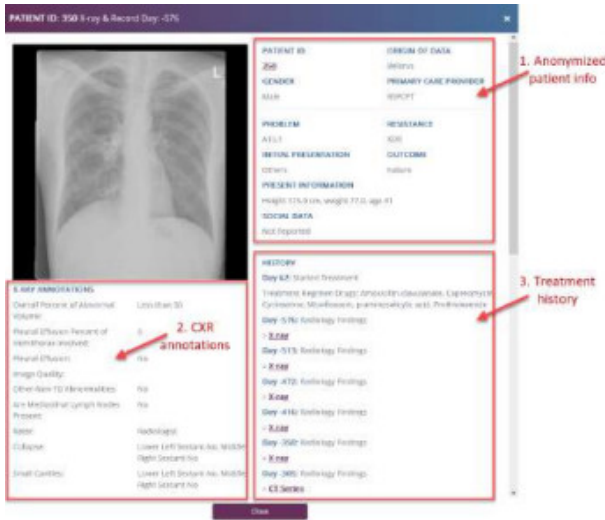 PATIENT ID: 350 X-ray & Record Day: -576
L
PATIENT ID
ORIGIN OF DATA
350
Belarus
GENDER
PRIMARY CARE PROVIDER
Male
RSPCPT
PROBLEM
RESISTANCE
A15.3
XDR
INITIAL PRESENTATION
OUTCOME
Others
Failure
PRESENT INFORMATION
Height 175.0 cm, weight 77.0, age 41
SOCIAL DATA
Not Reported
1. Anonymized
patient info
X-RAY ANNOTATIONS
Overall Percent of Abnormal
Volume:
Less than 50
Pleural Effusion Percent of
Hemithorax Involved:
0
Pleural Effusion:
No
Image Quality:
Other Non-TB Abnormalities:
No
Are Mediastinal Lymph Nodes
Present:
No
Rater:
Radiologist
Collapse:
Lower Left Sextant No, Middle
Right Sextant No
Small Cavities:
Lower Left Sextant No, Middle
Right Sextant No
2. CXR
annotations
HISTORY
Day 62: Started Treatment
Treatment Regimen Drugs: Amoxicillin-clavulanate, Capreomycin
Cycloserine, Moxifloxacin, p-aminosalicylic acid, Prothionamide
Day -576: Radiology Findings
- X-ray
Day -513: Radiology Findings
- X-ray
Day -472: Radiology Findings
- X-ray
Day -416: Radiology Findings
- X-ray
Day -350: Radiology Findings
- X-ray
Radiology Findings
- CT Series
3. Treatment
history
Close